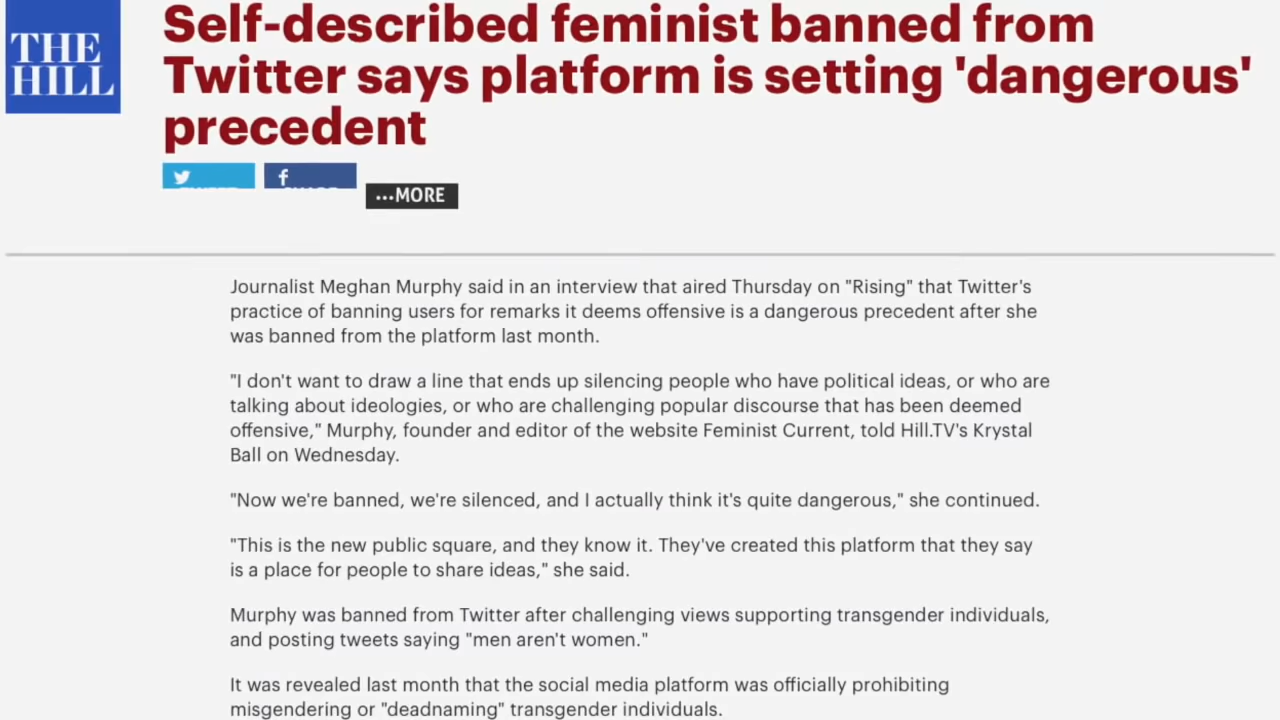 THE
HILL
Self-described feminist banned from
Twitter says platform is setting 'dangerous'
precedent
...MORE
Journalist Meghan Murphy said in an interview that aired Thursday on "Rising" that Twitter's
practice of banning users for remarks it deems offensive is a dangerous precedent after she
was banned from the platform last month.
"I don't want to draw a line that ends up silencing people who have political ideas, or who are
talking about ideologies, or who are challenging popular discourse that has been deemed
offensive," Murphy, founder and editor of the website Feminist Current, told Hill.TV's Krystal
Ball on Wednesday.
"Now we're banned, we're silenced, and I actually think it's quite dangerous," she continued.
"This is the new public square, and they know it. They've created this platform that they say
is a place for people to share ideas," she said.
Murphy was banned from Twitter after challenging views supporting transgender individuals,
and posting tweets saying "men aren't women."
It was revealed last month that the social media platform was officially prohibiting
misgendering or "deadnaming" transgender individuals.